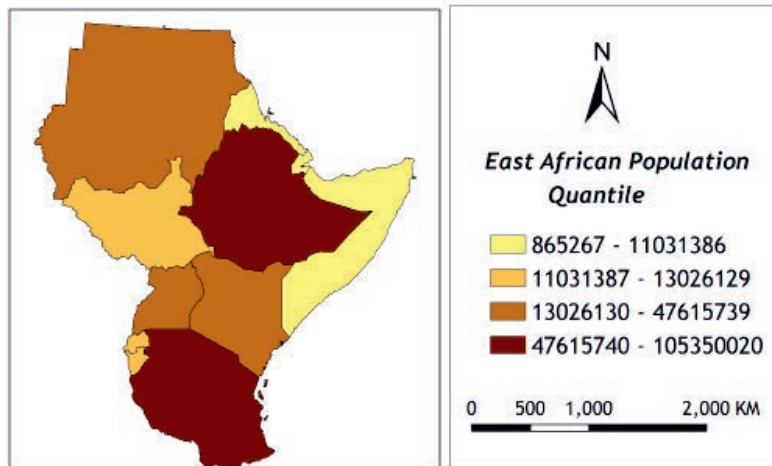 N
East African Population
Quantile
865267 - 11031386
11031387 - 13026129
13026130 - 47615739
47615740 - 105350020
0 500 1,000 2,000 KM